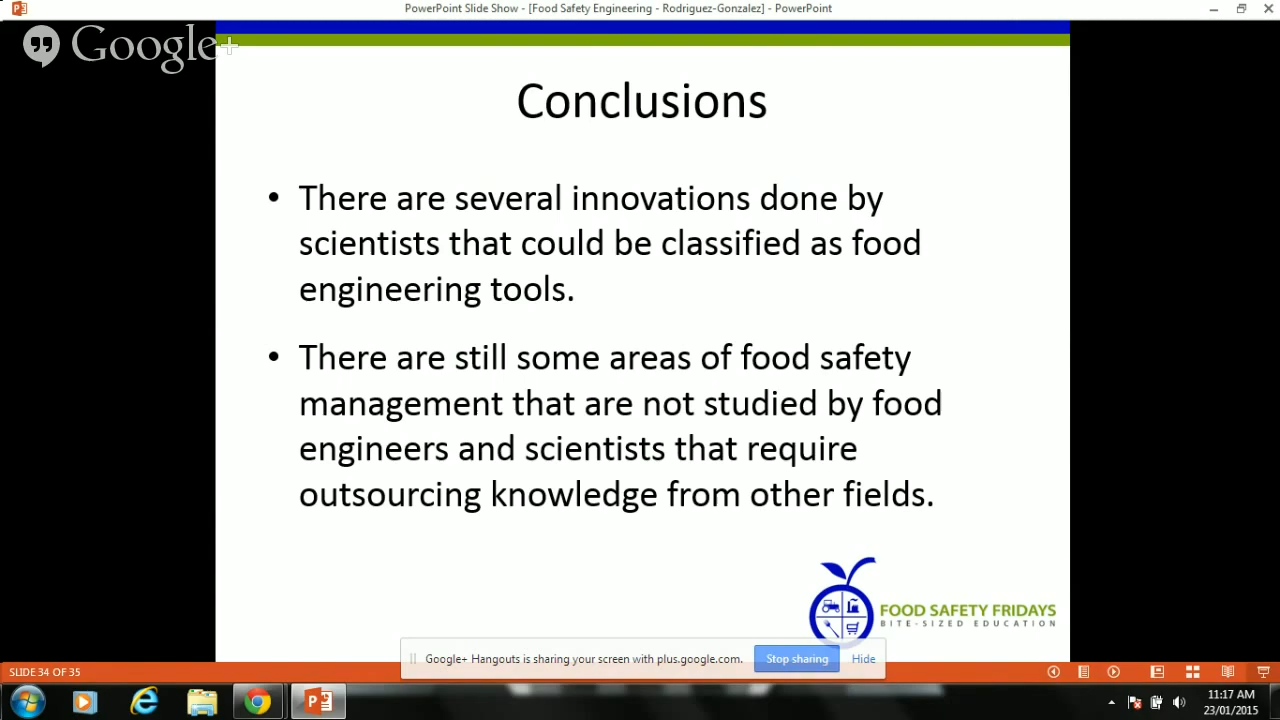 PowerPoint Slide Show - [Food Safety Engineering - Rodriguez-Gonzalez] - PowerPoint
Google+
Conclusions
• There are several innovations done by
scientists that could be classified as food
engineering tools.
• There are still some areas of food safety
management that are not studied by food
engineers and scientists that require
outsourcing knowledge from other fields.
FOOD SAFETY FRIDAYS
BITE-SIZED EDUCATION
Google+ Hangouts is sharing your screen with plus.google.com. Stop sharing Hide
SLIDE 34 OF 35
11:17 AM
23/01/2015